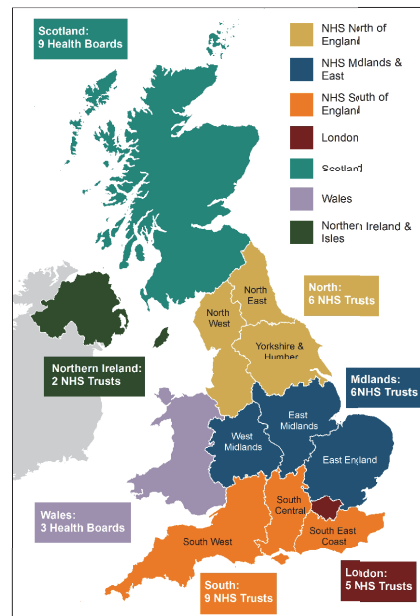 Scotland:
9 Health Boards
NHS North of
England
NHS Midlands &
East
NHS South of
England
London
Scotland
Wales
Northern Ireland &
Isles
North:
6 NHS Trusts
North
East
North
West
Yorkshire &
Humber
Northern Ireland:
2 NHS Trusts
Midlands:
6NHS Trusts
East
Midlands
West
Midlands
East England
Wales:
3 Health Boards
South
Central
South West
South East
Coast
South:
9 NHS Trusts
London:
5 NHS Trusts